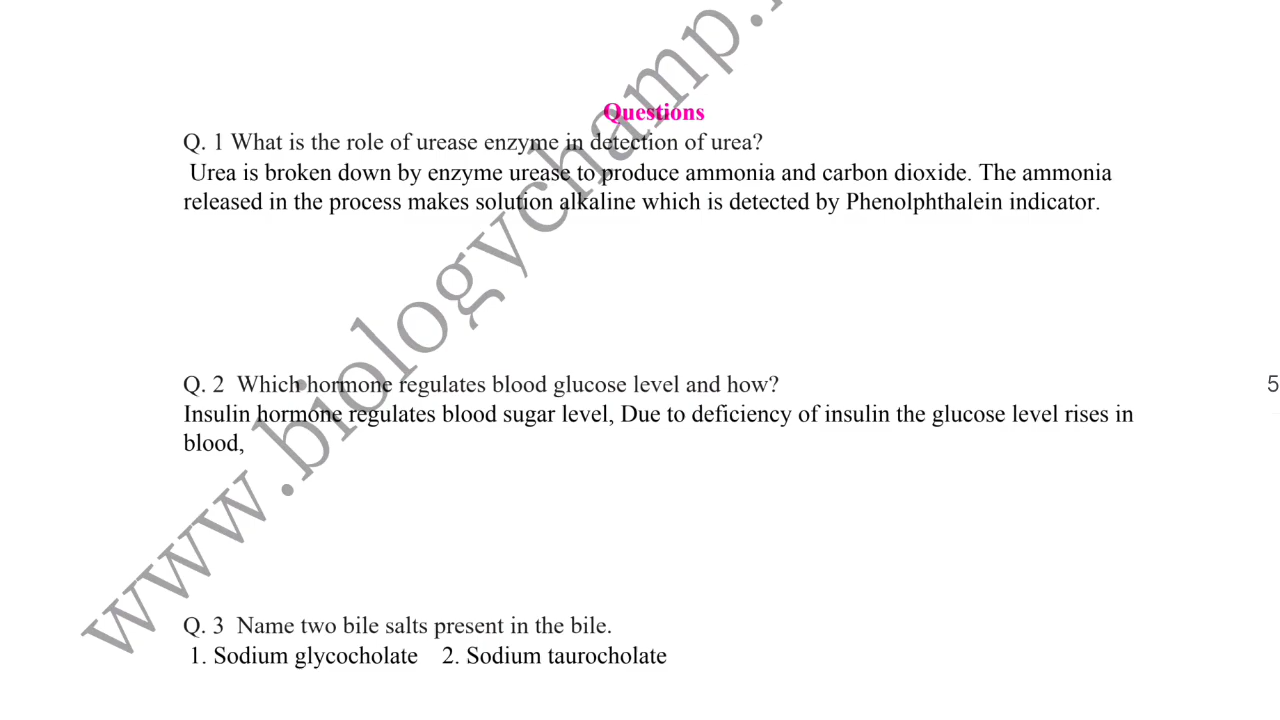 Questions
Q. 1 What is the role of urease enzyme in detection of urea?
Urea is broken down by enzyme urease to produce ammonia and carbon dioxide. The ammonia
released in the process makes solution alkaline which is detected by Phenolphthalein indicator.
Q. 2 Which hormone regulates blood glucose level and how?
5
Insulin hormone regulates blood sugar level, Due to deficiency of insulin the glucose level rises in
blood,
Q. 3 Name two bile salts present in the bile.
1. Sodium glycocholate 2. Sodium taurocholate
www.biologychamp.